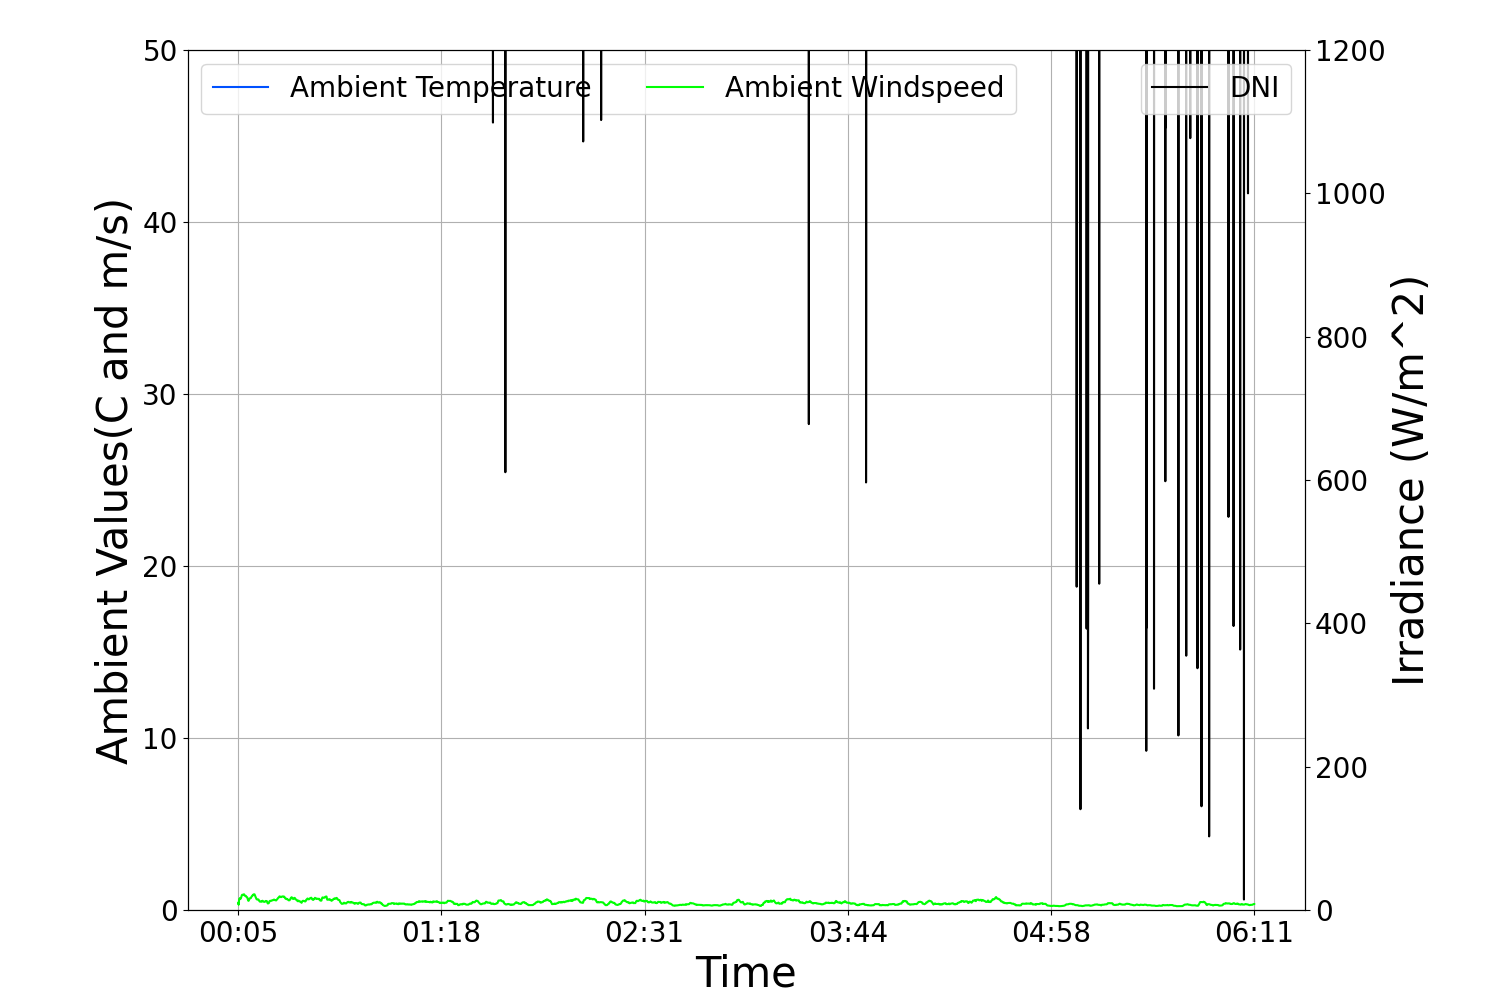 Ambient Temperature
Ambient Windspeed
DNI
Ambient Values(C and m/s)
50
40
30
20
10
0
1200
1000
800
600
400
200
0
Irradiance (W/m^2)
00:05 01:18 02:31 03:44 04:58 06:11
Time